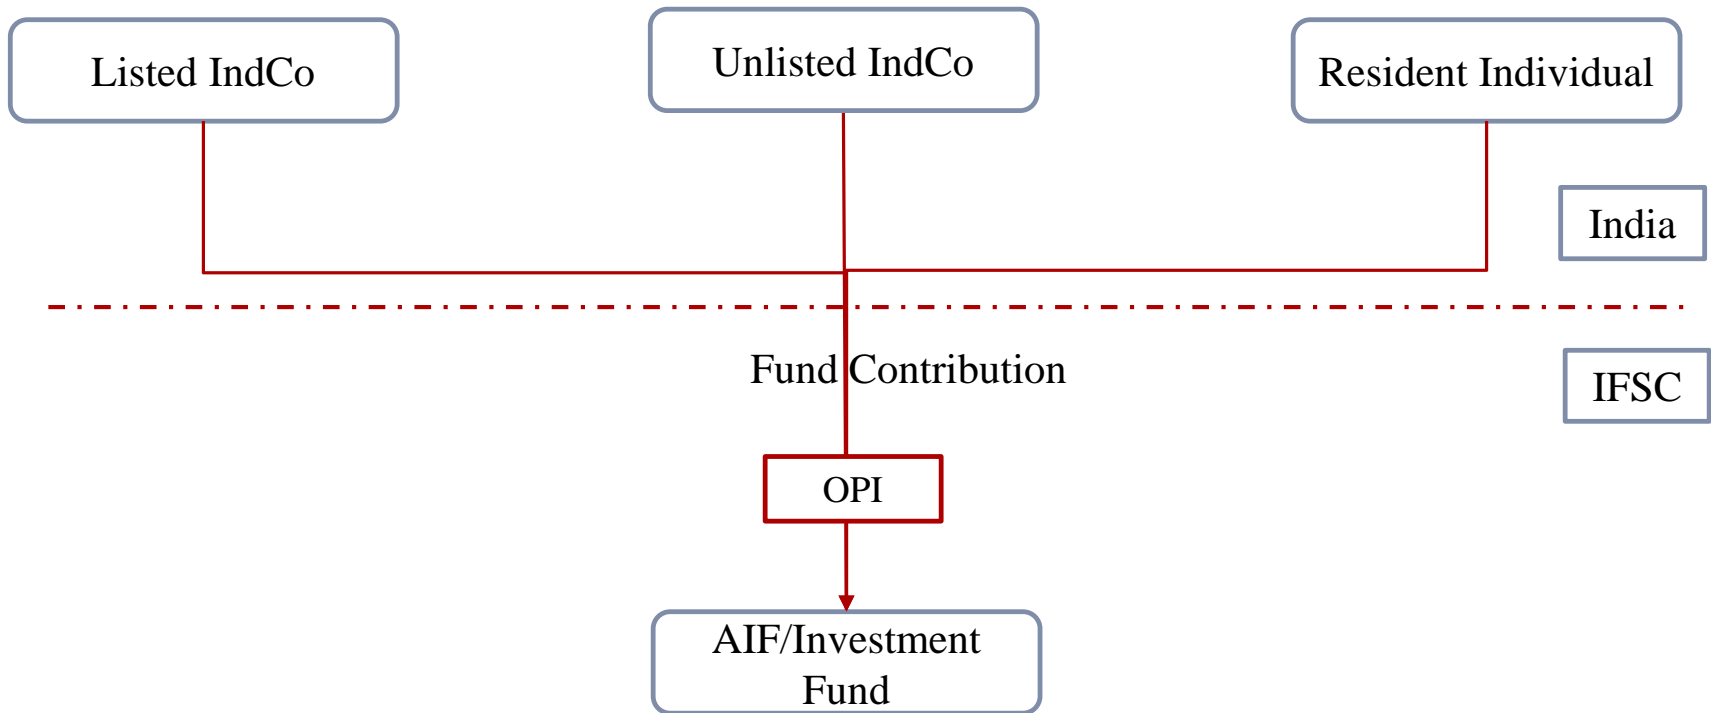 Listed IndCo
Unlisted IndCo
Resident Individual
India
Fund Contribution
IFSC
OPI
AIF/Investment
Fund